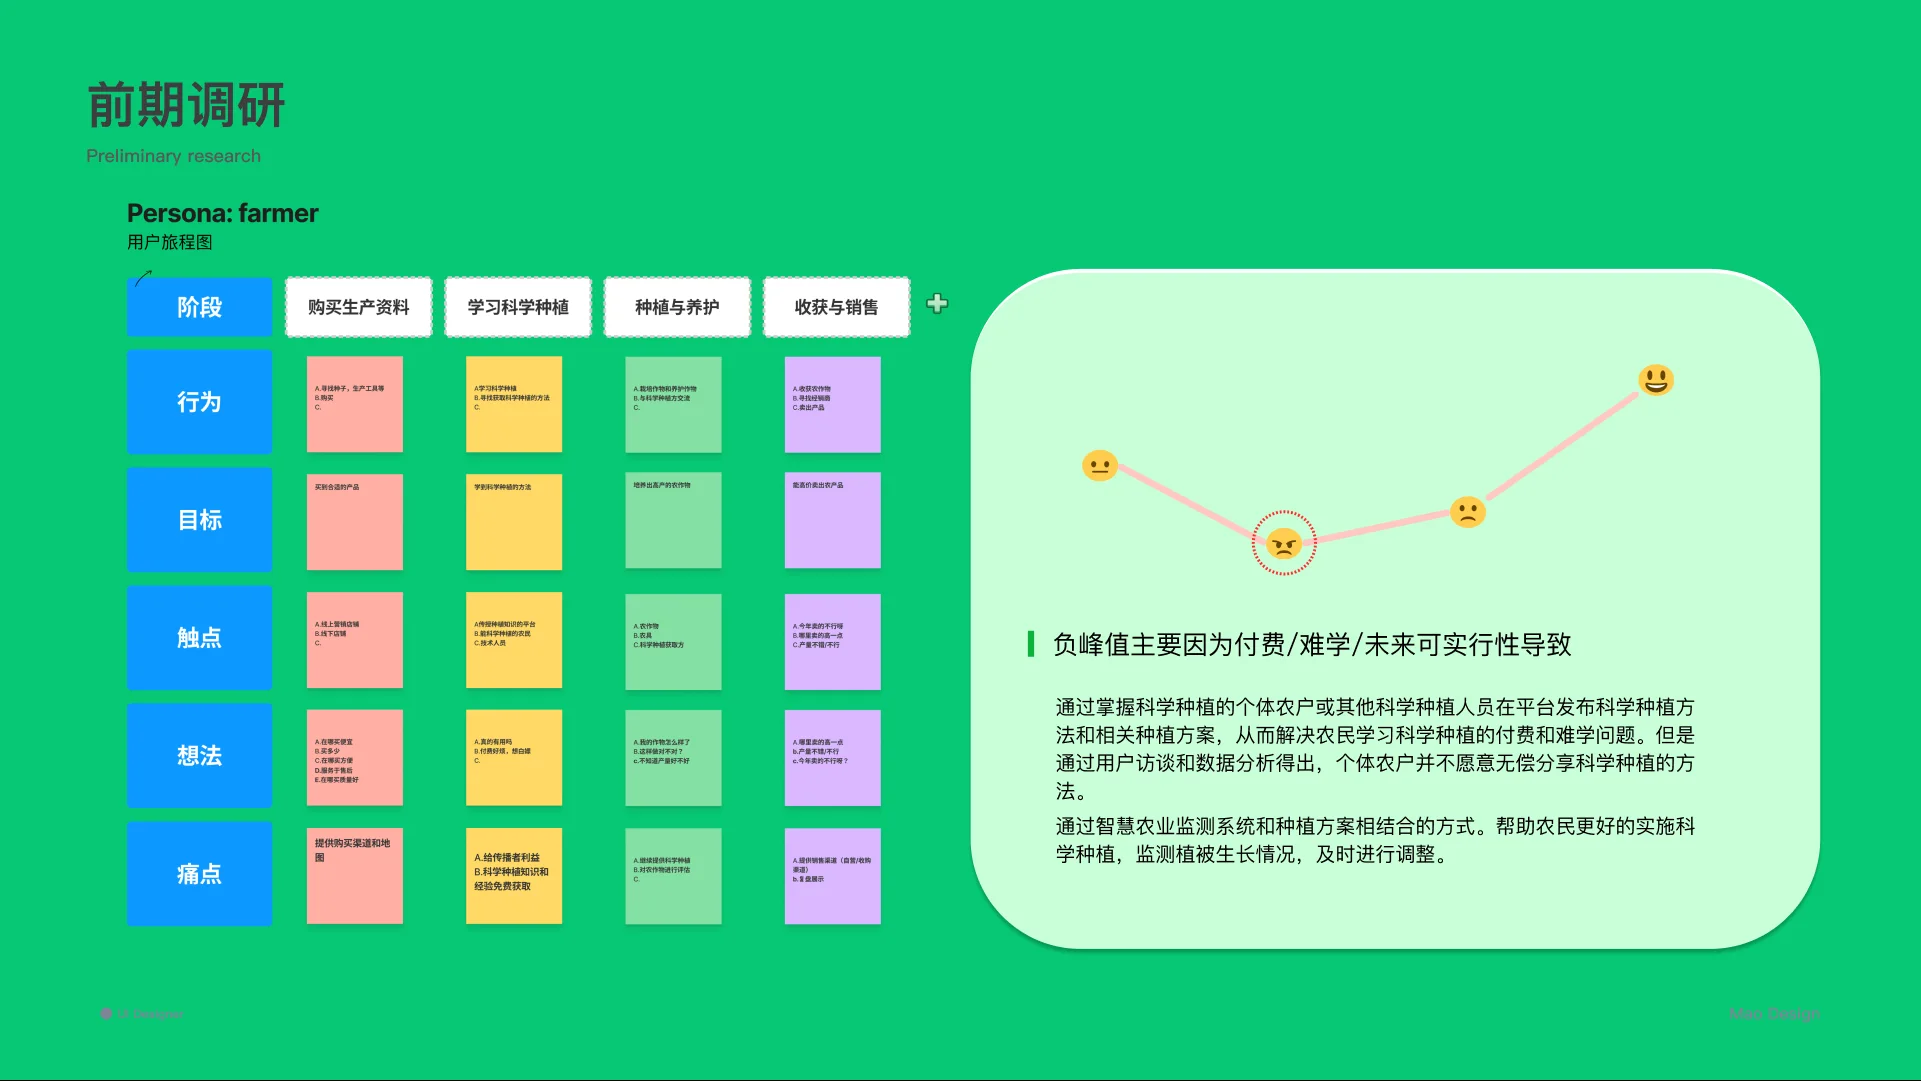 前期调研
Preliminary research
Persona: farmer
用户旅程图
阶段
购买生产资料
学习科学种植
种植与养护
收获与销售
行为
A.寻找种子，生产工具等
B.购买
C.
A学习科学种植
B.寻找获取科学种植的方法
C.
A.栽培作物和养护作物
B.与科学种植方交流
C.
A.收获农作物
B.寻找经销商
C.卖出产品
目标
买到合适的产品
学到科学种植的方法
培养出高产的农作物
能高价卖出农产品
触点
A.线上营销店铺
B.线下店铺
C.
A传授种植知识的平台
B.能科学种植的农民
C.技术人员
A.农作物
B.农具
C.科学种植获取方
A.今年卖的不行呀
B.哪里卖的高一点
C.产量不错/不行
想法
A.在哪买便宜
B.买多少
C.在哪买方便
D.服务于售后
E.在哪买质量好
A.真的有用吗
B.付费好烦，想白嫖
C.
A.我的作物怎么样了
B.这样做对不对？
c.不知道产量好不好
A.哪里卖的高一点
b.产量不错/不行
c.今年卖的不行呀？
痛点
提供购买渠道和地
图
A.给传播者利益
B.科学种植知识和
经验免费获取
A.继续提供科学种植
B.对农作物进行评估
C.
A.提供销售渠道（自营/收购
渠道）
b.复盘展示
负峰值主要因为付费/难学/未来可实行性导致
通过掌握科学种植的个体农户或其他科学种植人员在平台发布科学种植方
法和相关种植方案，从而解决农民学习科学种植的付费和难学问题。但是
通过用户访谈和数据分析得出，个体农户并不愿意无偿分享科学种植的方
法。
通过智慧农业监测系统和种植方案相结合的方式。帮助农民更好的实施科
学种植，监测植被生长情况，及时进行调整。
UI Designer
Mao Design